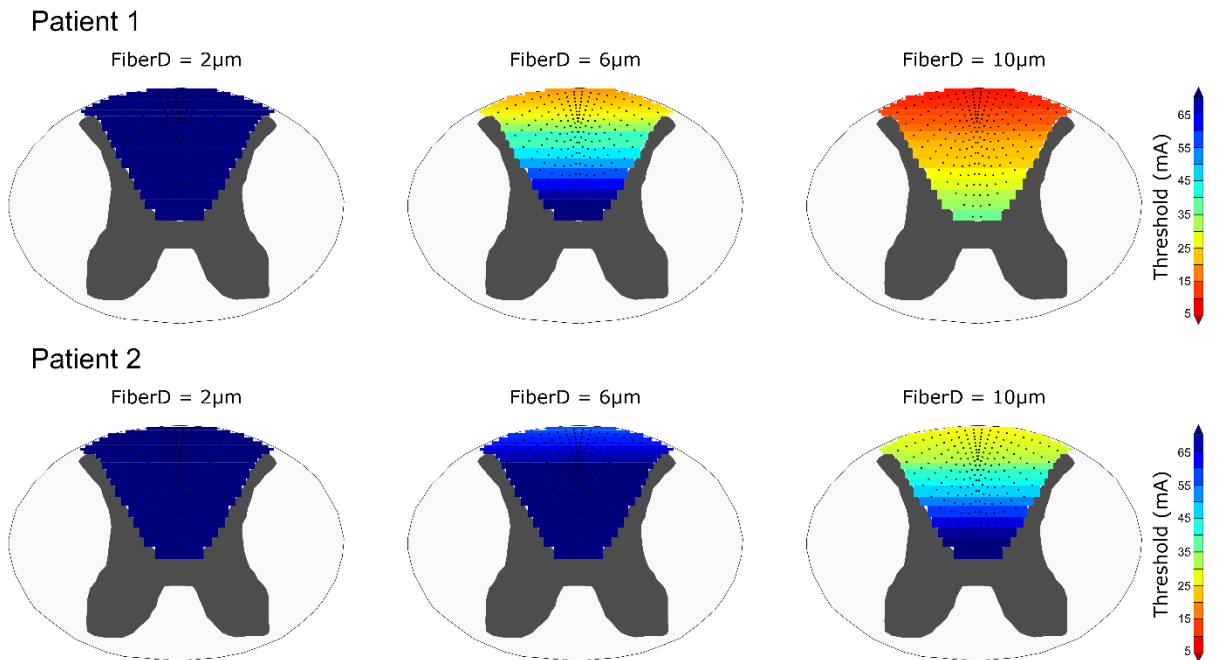 Patient 1
FiberD = 2µm
FiberD = 6µm
FiberD = 10µm
65
55
45
35
25
15
5
Threshold (mA)
Patient 2
FiberD = 2µm
FiberD = 6µm
FiberD = 10µm
65
55
45
35
25
15
5
Threshold (mA)